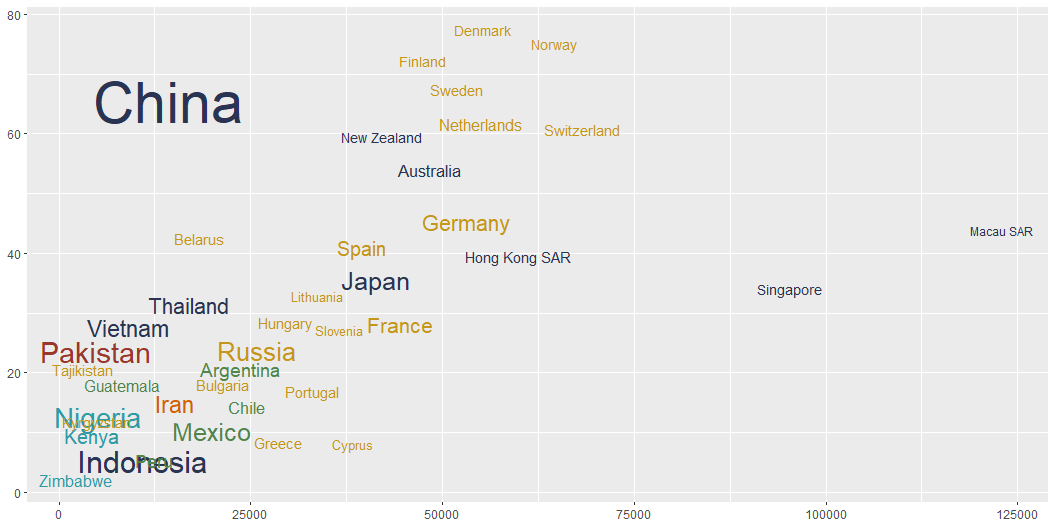 80
Denmark
Norway
Finland
Sweden
China
Netherlands
Switzerland
60
New Zealand
Australia
Germany
Macau SAR
Belarus
Spain
40
Hong Kong SAR
Japan
Singapore
Lithuania
Thailand
Hungary
Vietnam
Slovenia
France
Pakistan
Russia
Tajikistan
Argentina
20
Guatemala
Bulgaria
Portugal
Iran
Chile
Nigeria
Kyrgyzstan
Kenya
Mexico
Greece
Cyprus
Indonesia
Peru
Zimbabwe
0
0 25000 50000 75000 100000 125000